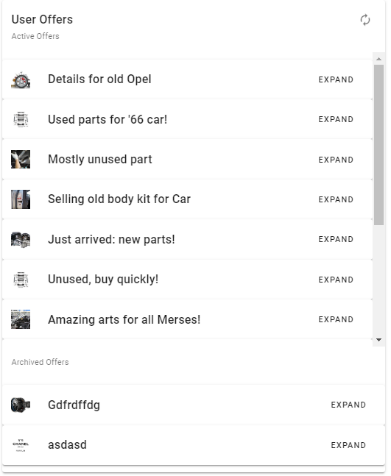 User Offers
Active Offers
Details for old Opel EXPAND
Used parts for '66 car! EXPAND
Mostly unused part EXPAND
Selling old body kit for Car EXPAND
Just arrived: new parts! EXPAND
Unused, buy quickly! EXPAND
Amazing arts for all Merses! EXPAND
Archived Offers
Gdfrdffdg EXPAND
asdasd EXPAND